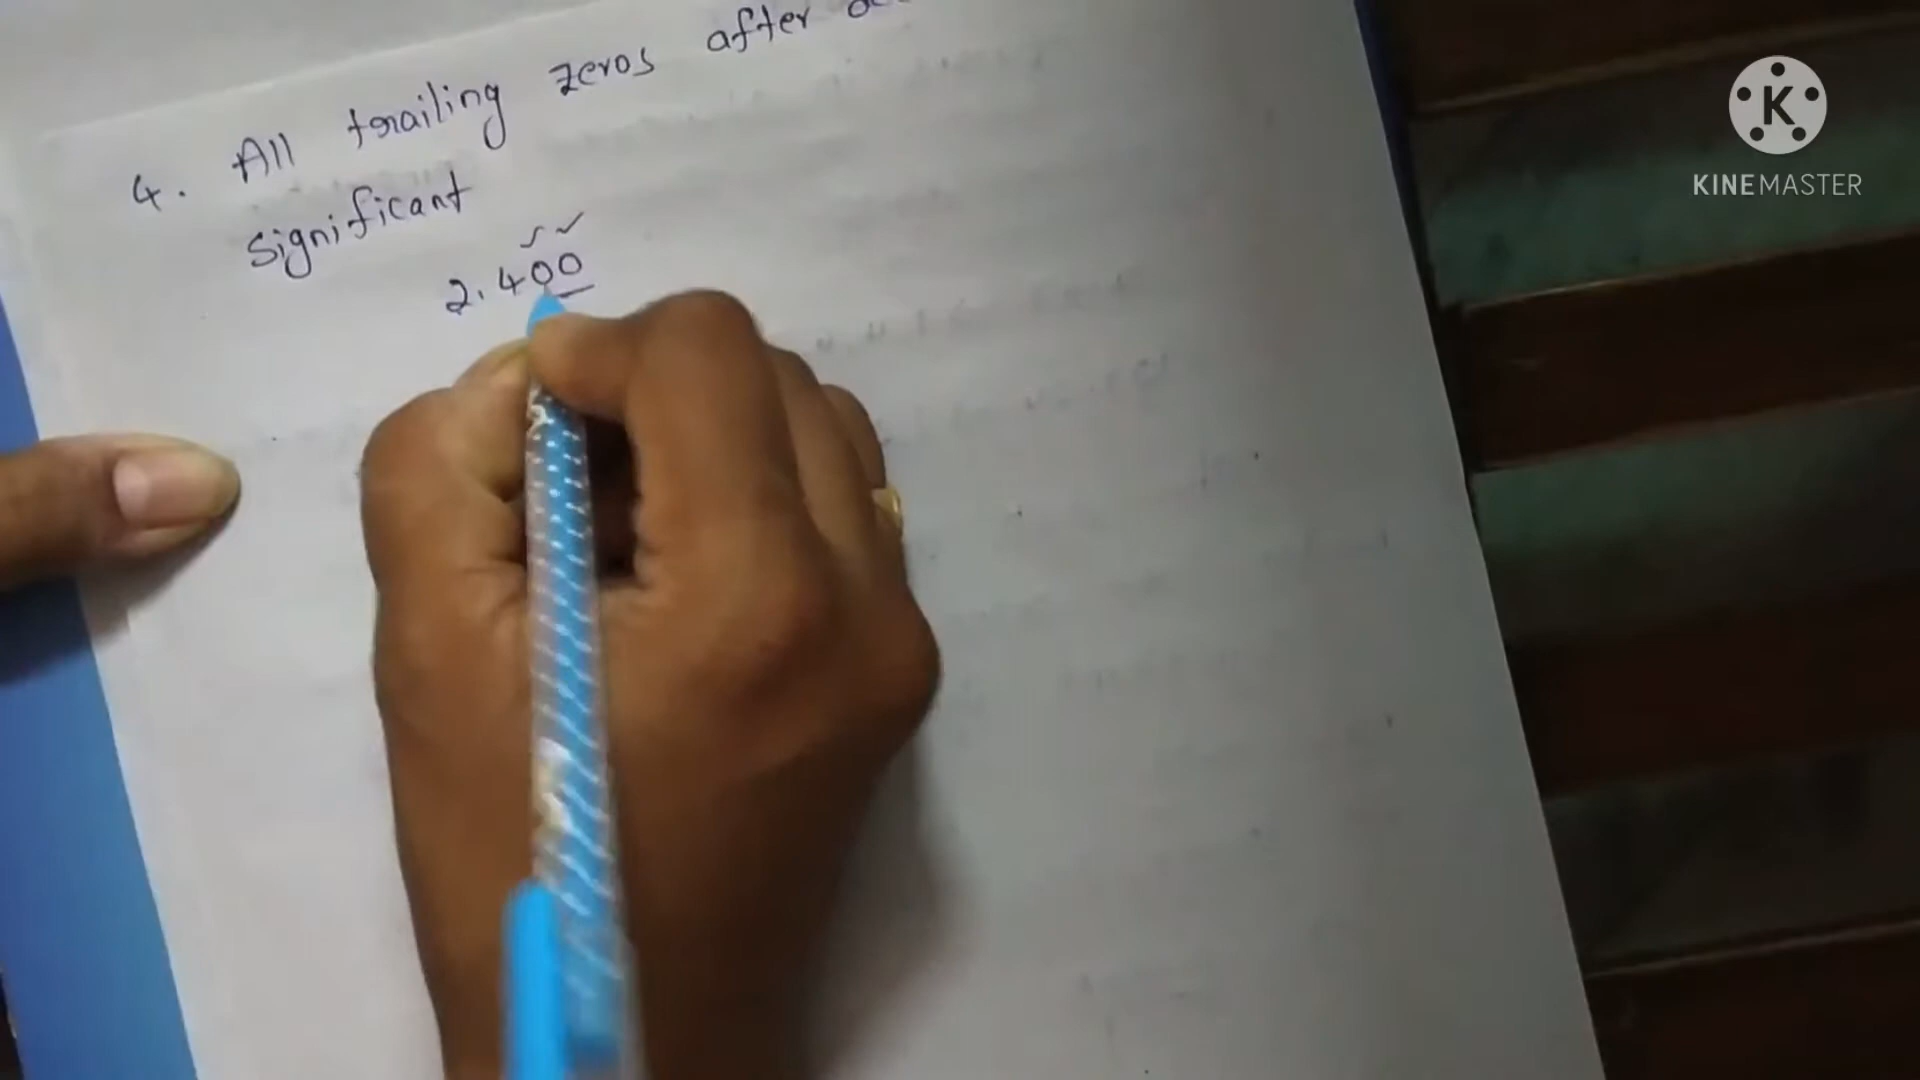 4. All trailing zeros after
significant
2.400
K
KINEMASTER